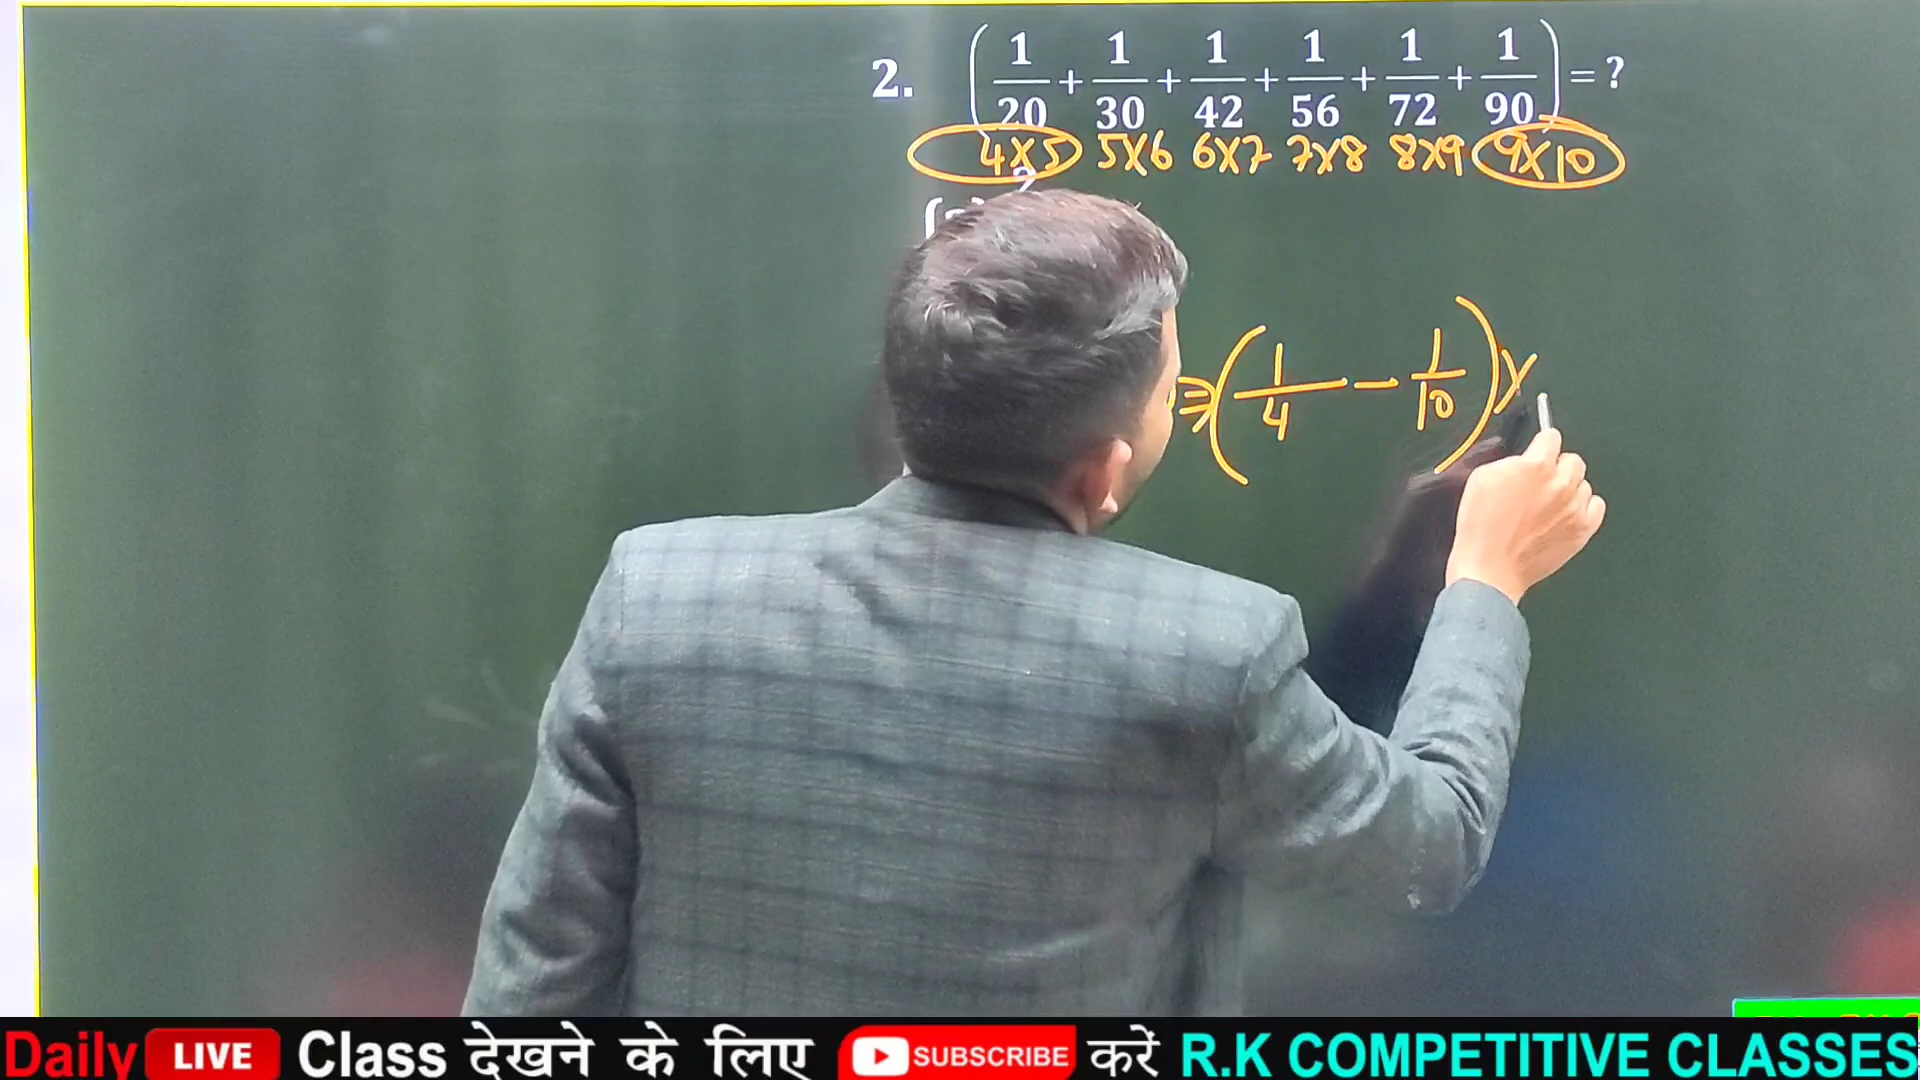 2. (1/20 + 1/30 + 1/42 + 1/56 + 1/72 + 1/90) = ?
4×5 5×6 6×7 7×8 8×9 9×10
⇒ (1/4 - 1/10) ×
Daily LIVE Class देखने के लिए SUBSCRIBE करें R.K COMPETITIVE CLASSES